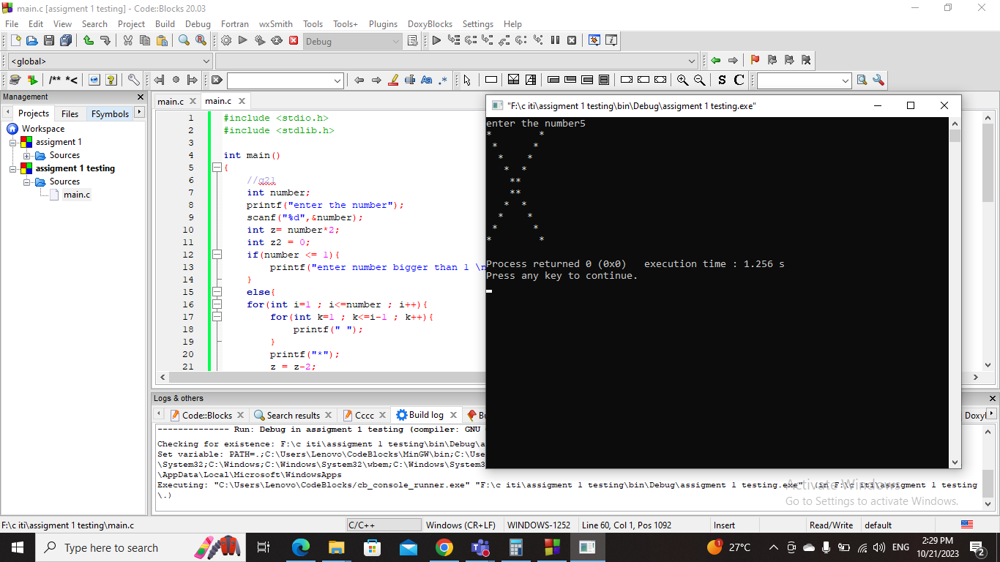 main.c [assigment 1 testing] - Code::Blocks 20.03
File Edit View Search Project Build Debug Fortran wxSmith Tools Tools+ Plugins DoxyBlocks Settings Help
Debug
<global>
/** *<
S C
Management
Projects Files FSymbols
Workspace
assigment 1
Sources
assigment 1 testing
Sources
main.c
main.c main.c
1 #include <stdio.h>
2 #include <stdlib.h>
3
4 int main()
5 {
6 //q21
7 int number;
8 printf("enter the number");
9 scanf("%d",&number);
10 int z= number*2;
11 int z2 = 0;
12 if(number <= 1){
13 printf("enter number bigger than 1 \n
14 }
15 else{
16 for(int i=1 ; i<=number ; i++){
17 for(int k=1 ; k<=i-1 ; k++){
18 printf(" ");
19 }
20 printf("*");
21 z = z-2;
"F:\c iti\assigment 1 testing\bin\Debug\assigment 1 testing.exe"
enter the number5
*        *
 *      *
  *    *
   *  *
    **
    **
   *  *
  *    *
 *      *
*        *
Process returned 0 (0x0)   execution time : 1.256 s
Press any key to continue.
Logs & others
Code::Blocks Search results Cccc Build log Bu Doxyl
-------------- Run: Debug in assigment 1 testing (compiler: GNU
Checking for existence: F:\c iti\assigment 1 testing\bin\Debug\a
Set variable: PATH=.;C:\Users\Lenovo\CodeBlocks\MinGW\bin;C:\Use
\System32;C:\Windows;C:\Windows\System32\wbem;C:\Windows\System3
\AppData\Local\Microsoft\WindowsApps
Executing: "C:\Users\Lenovo\CodeBlocks/cb_console_runner.exe" "F:\c iti\assigment 1 testing\bin\Debug\assigment 1 testing.exe" (in F:\c iti\assigment 1 testing
\.)
Activate Windows
Go to Settings to activate Windows.
F:\c iti\assigment 1 testing\main.c C/C++ Windows (CR+LF) WINDOWS-1252 Line 60, Col 1, Pos 1092 Insert Read/Write default
Type here to search
1 27°C ENG 2:29 PM
10/21/2023 2